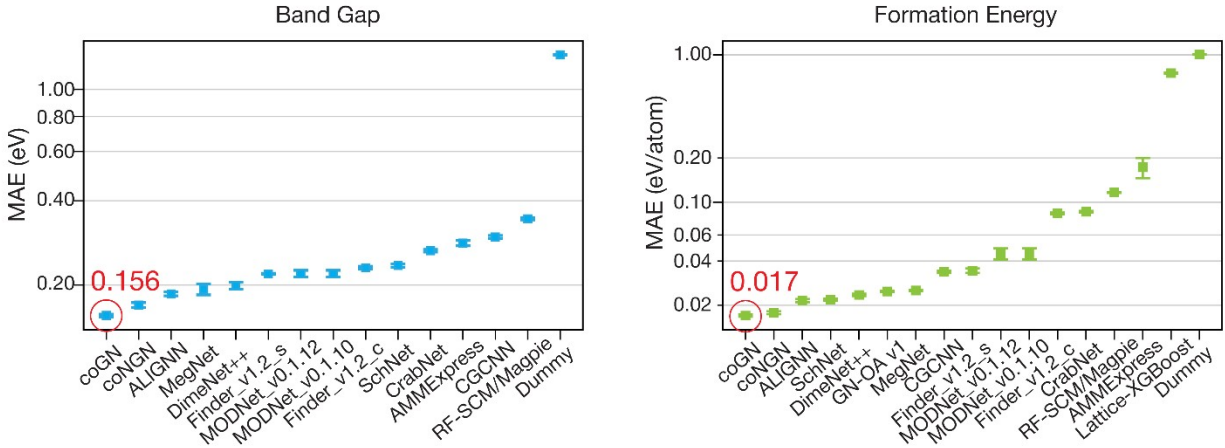 Band Gap
MAE (eV)
1.00
0.80
0.60
0.40
0.20
0.156
coGN
coNGN
ALIGNN
MegNet
DimeNet++
Finder_v1.2_s
MODNet_v0.1.12
MODNet_v0.1.10
Finder_v1.2_c
SchNet
CrabNet
AMMExpress
CGCNN
RF-SCM/Magpie
Dummy
Formation Energy
MAE (eV/atom)
1.00
0.20
0.10
0.06
0.04
0.02
0.017
coGN
coNGN
ALIGNN
SchNet
DimeNet++
GN-OA v1
MegNet
CGCNN
Finder_v1.2_s
MODNet_v0.1.12
MODNet_v0.1.10
Finder_v1.2_c
CrabNet
RF-SCM/Magpie
AMMExpress
Lattice-XGBoost
Dummy